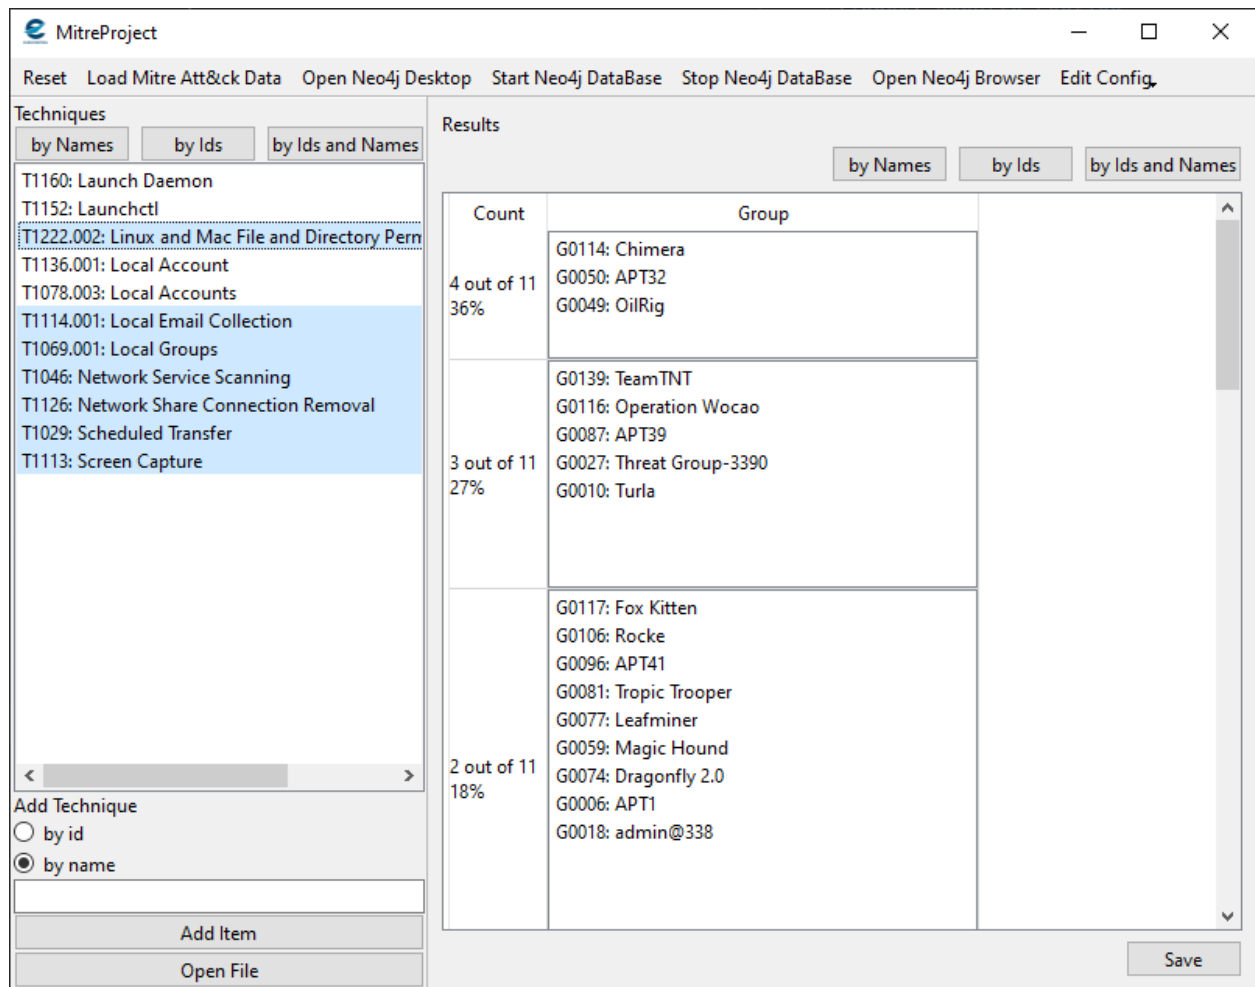 MitreProject
Reset Load Mitre Att&ck Data Open Neo4j Desktop Start Neo4j DataBase Stop Neo4j DataBase Open Neo4j Browser Edit Config
Techniques
by Names by Ids by Ids and Names
T1160: Launch Daemon
T1152: Launchctl
T1222.002: Linux and Mac File and Directory Perm
T1136.001: Local Account
T1078.003: Local Accounts
T1114.001: Local Email Collection
T1069.001: Local Groups
T1046: Network Service Scanning
T1126: Network Share Connection Removal
T1029: Scheduled Transfer
T1113: Screen Capture
Add Technique
by id
by name
Add Item
Open File
Results
by Names by Ids by Ids and Names
Count Group
4 out of 11
36%
G0114: Chimera
G0050: APT32
G0049: OilRig
3 out of 11
27%
G0139: TeamTNT
G0116: Operation Wocao
G0087: APT39
G0027: Threat Group-3390
G0010: Turla
2 out of 11
18%
G0117: Fox Kitten
G0106: Rocke
G0096: APT41
G0081: Tropic Trooper
G0077: Leafminer
G0059: Magic Hound
G0074: Dragonfly 2.0
G0006: APT1
G0018: admin@338
Save